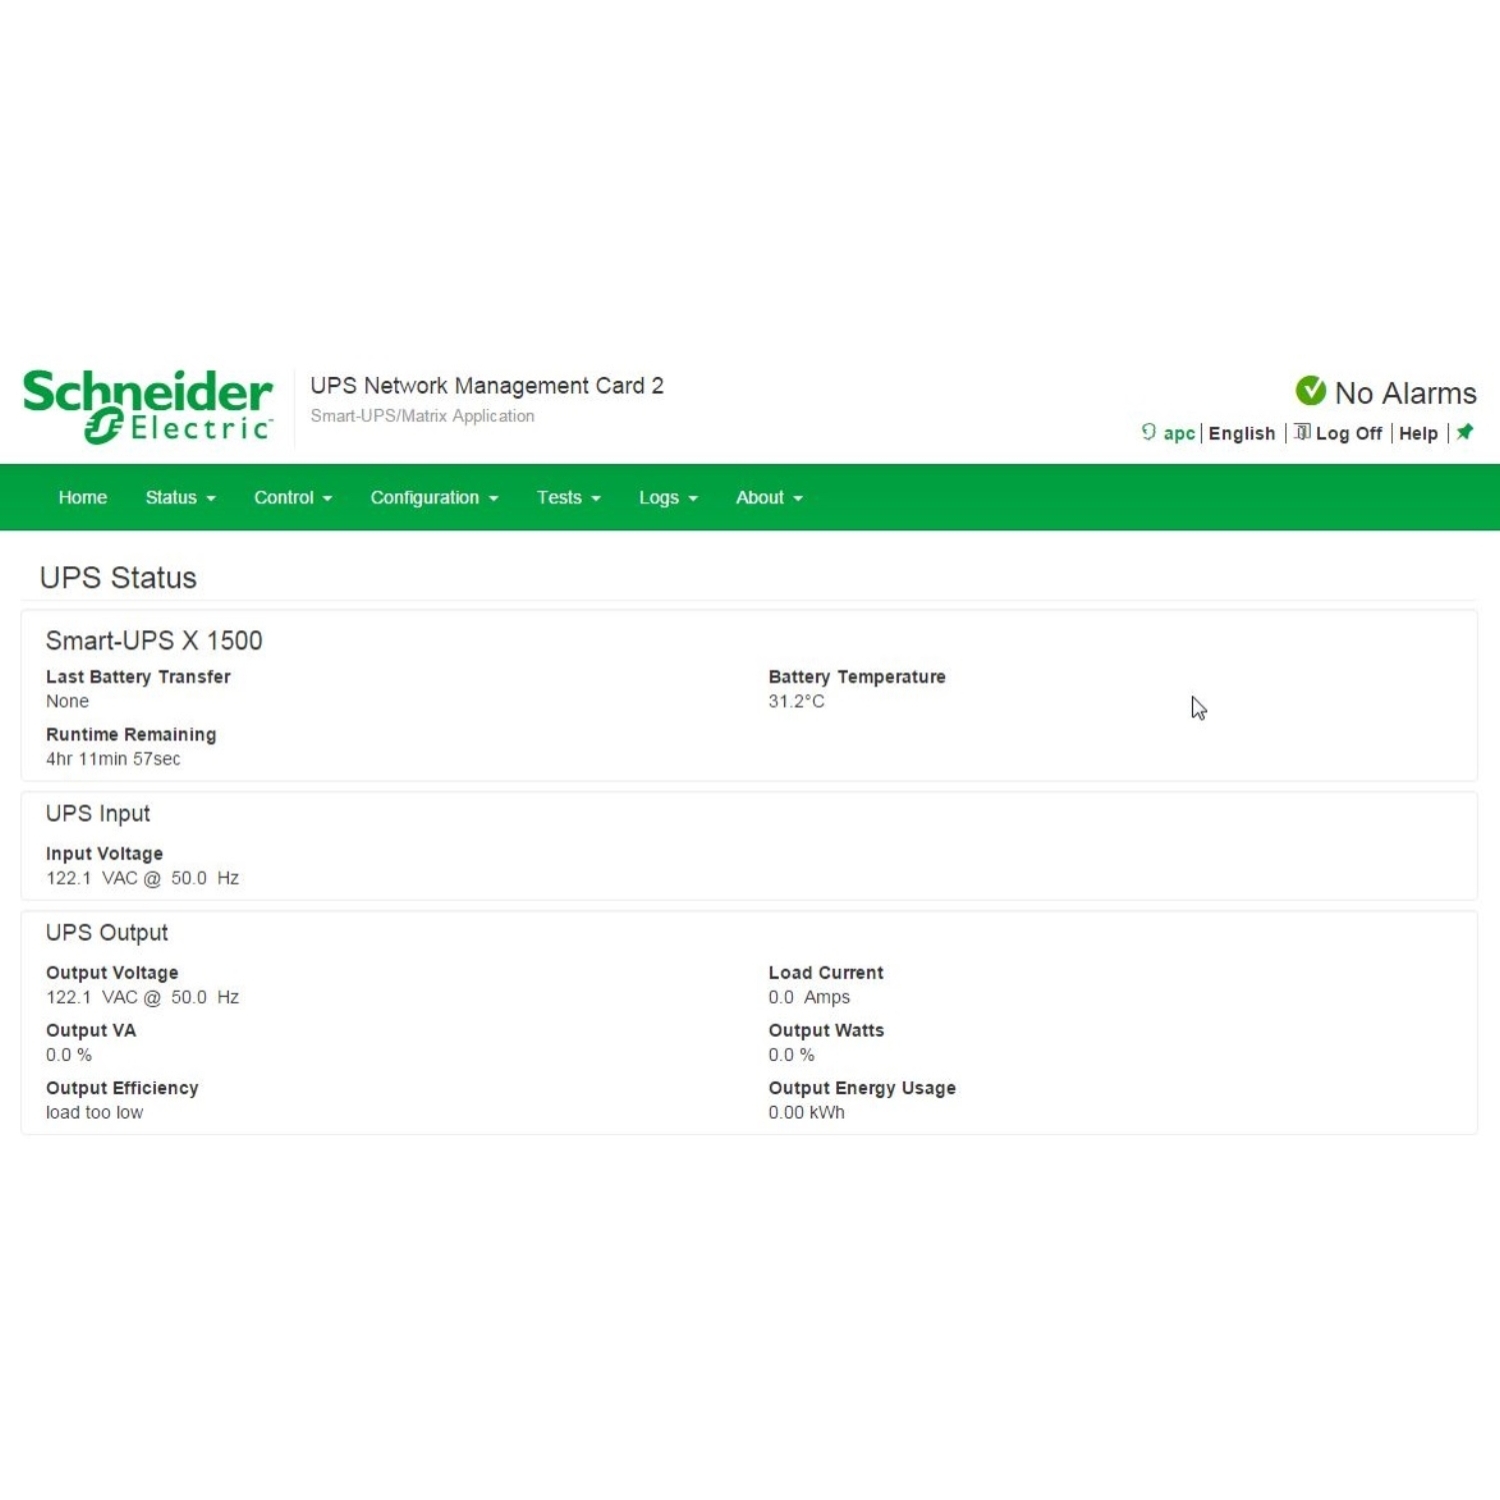 Schneider
Electric
UPS Network Management Card 2
Smart-UPS/Matrix Application
No Alarms
apc | English | Log Off | Help |
Home Status Control Configuration Tests Logs About
UPS Status
Smart-UPS X 1500
Last Battery Transfer
None
Battery Temperature
31.2°C
Runtime Remaining
4hr 11min 57sec
UPS Input
Input Voltage
122.1 VAC @ 50.0 Hz
UPS Output
Output Voltage
122.1 VAC @ 50.0 Hz
Load Current
0.0 Amps
Output VA
0.0 %
Output Watts
0.0 %
Output Efficiency
load too low
Output Energy Usage
0.00 kWh